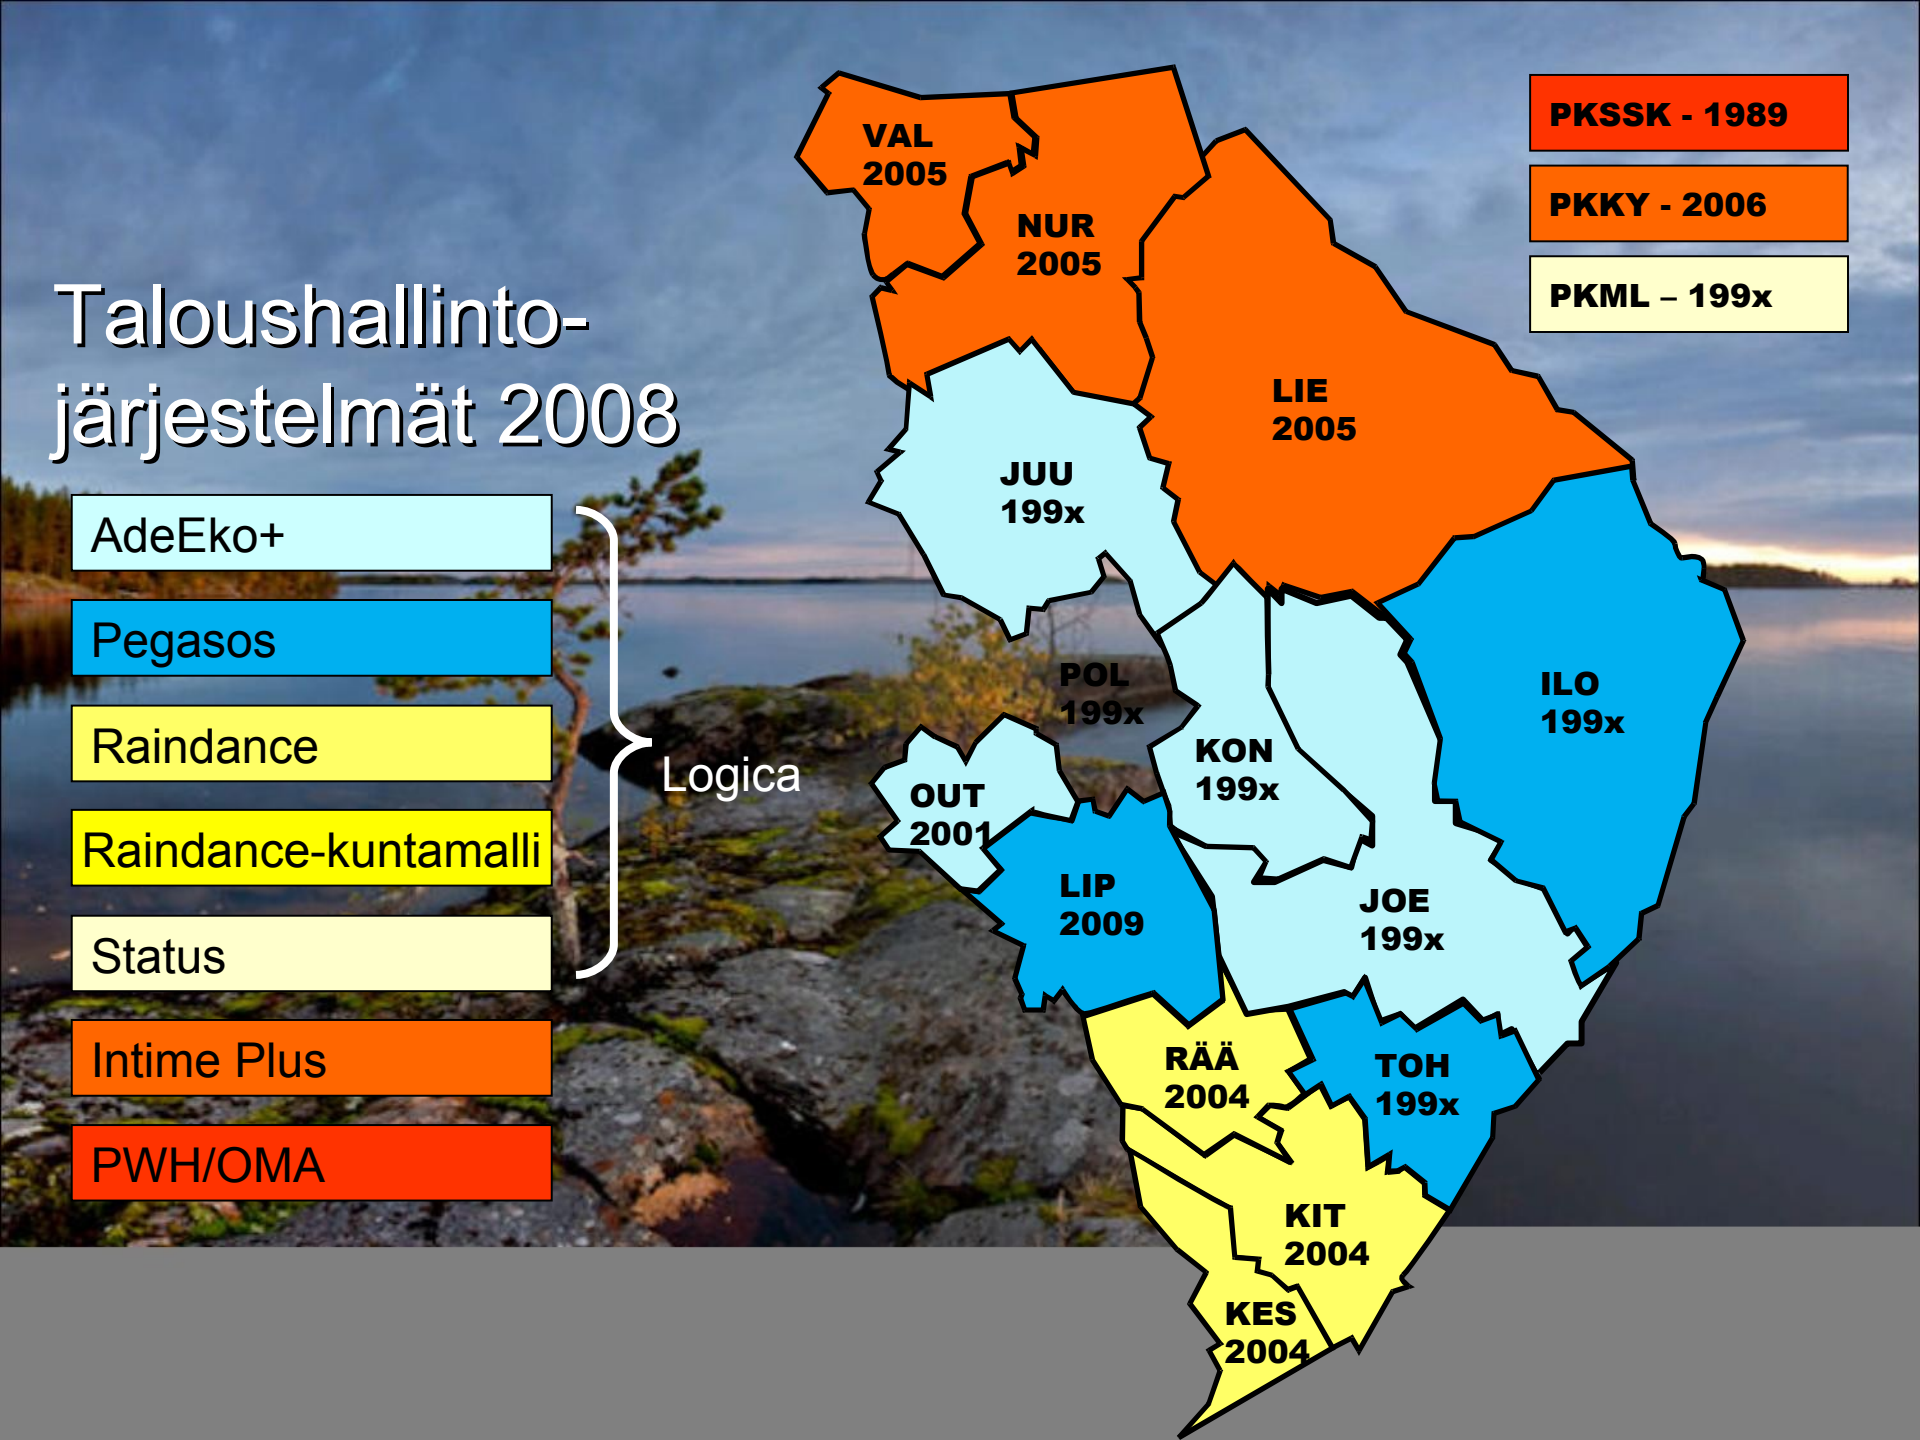 Taloushallinto-
järjestelmät 2008
AdeEko+
Pegasos
Raindance
Raindance-kuntamalli
Status
Intime Plus
PWH/OMA
Logica
VAL
2005
NUR
2005
LIE
2005
JUU
199x
POL
199x
KON
199x
ILO
199x
OUT
2001
LIP
2009
JOE
199x
RÄÄ
2004
TOH
199x
KIT
2004
KES
2004
PKSSK - 1989
PKKY - 2006
PKML – 199x